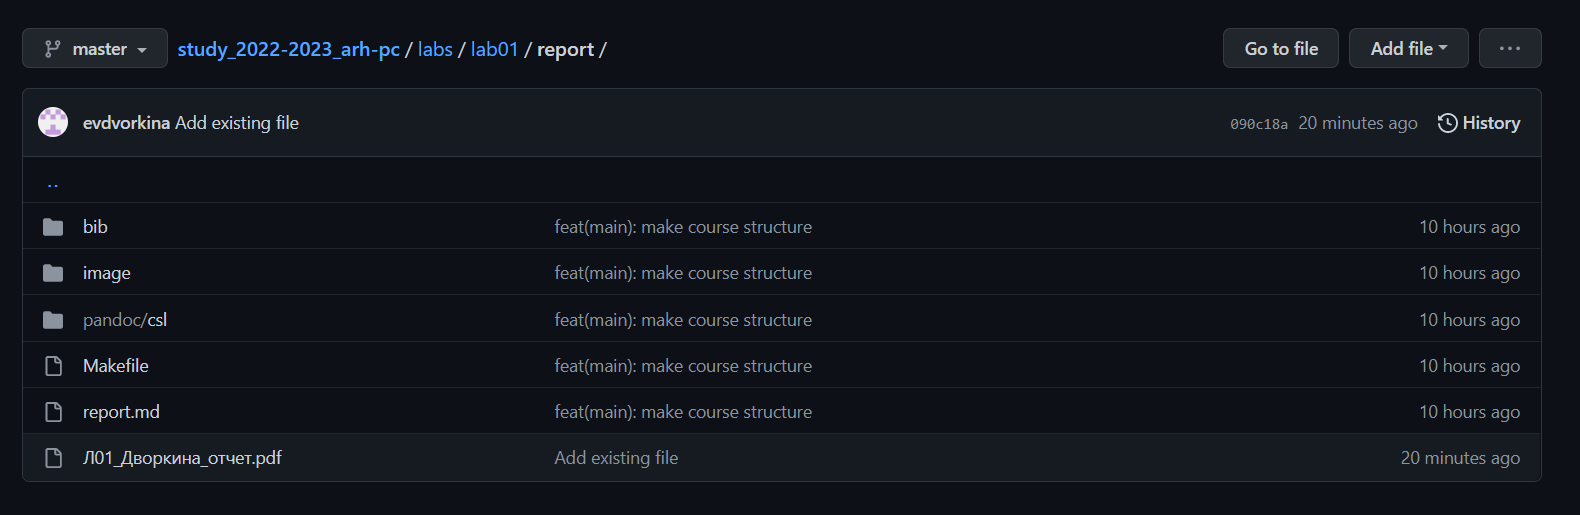 master study_2022-2023_arh-pc / labs / lab01 / report / Go to file Add file ...
evdvorkina Add existing file 090c18a 20 minutes ago History
..
bib feat(main): make course structure 10 hours ago
image feat(main): make course structure 10 hours ago
pandoc/csl feat(main): make course structure 10 hours ago
Makefile feat(main): make course structure 10 hours ago
report.md feat(main): make course structure 10 hours ago
Л01_Дворкина_отчет.pdf Add existing file 20 minutes ago